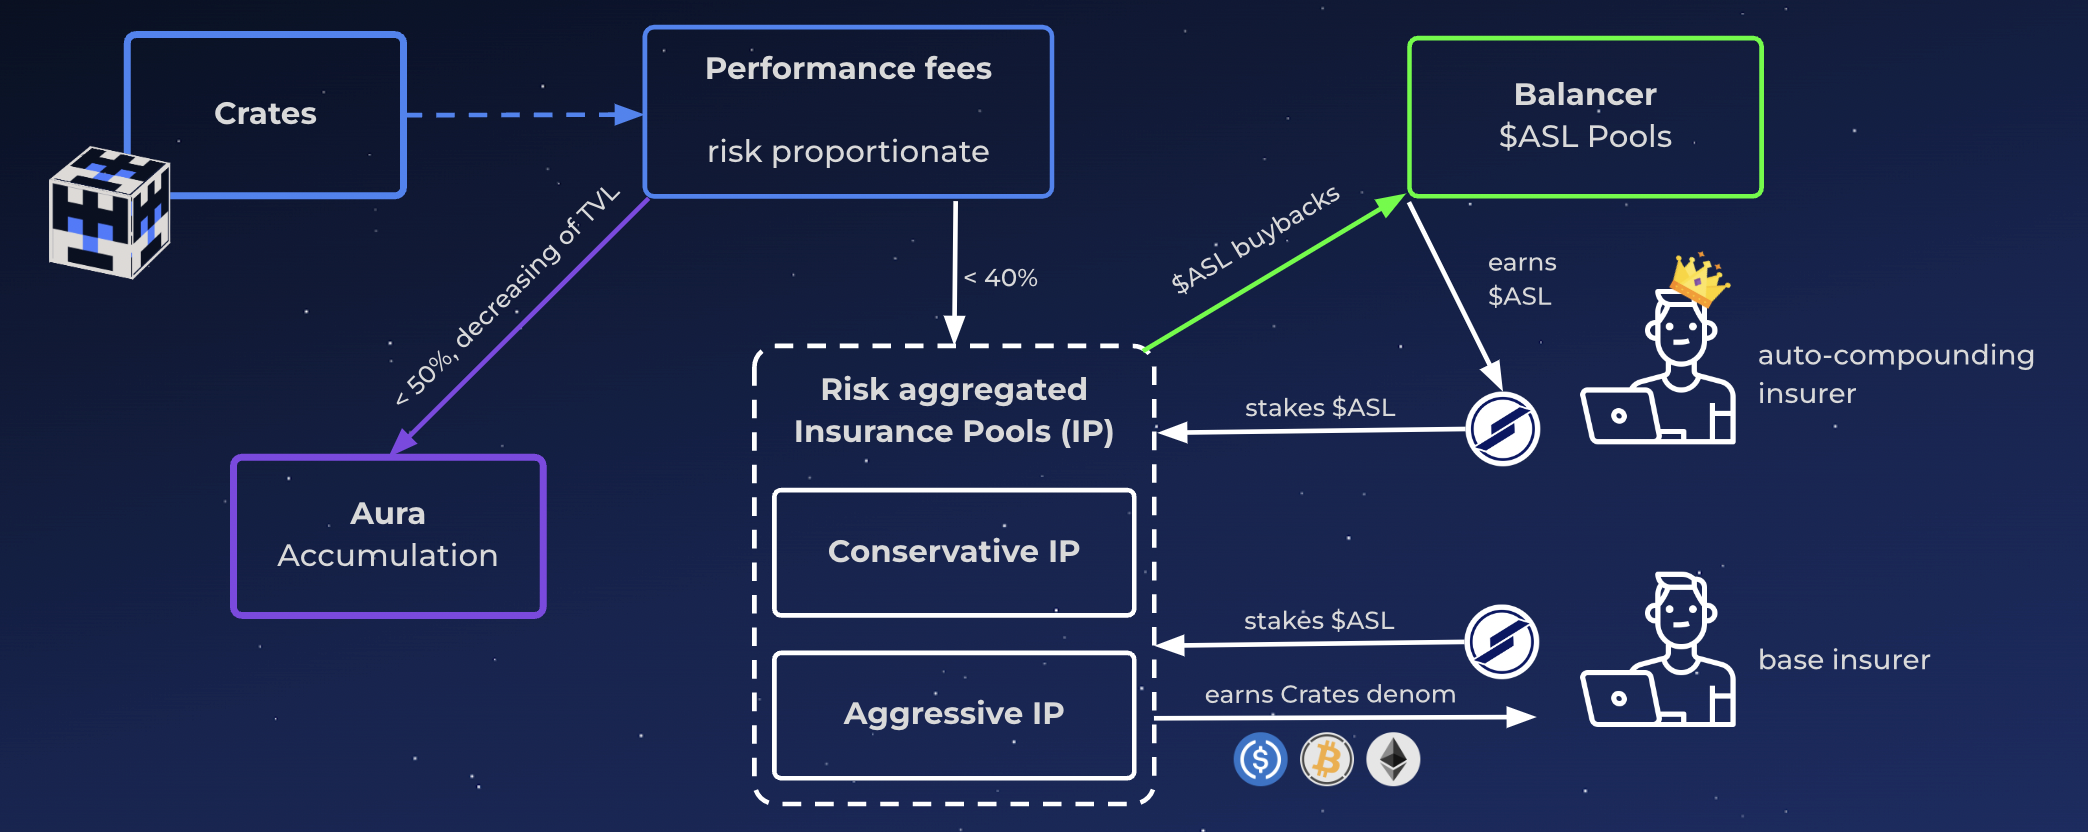 Crates
Performance fees
risk proportionate
Balancer
$ASL Pools
< 50%, decreasing of TVL
< 40%
$ASL buybacks
earns
$ASL
auto-compounding
insurer
Risk aggregated
Insurance Pools (IP)
stakes $ASL
Aura
Accumulation
Conservative IP
stakes $ASL
base insurer
earns Crates denom
Aggressive IP